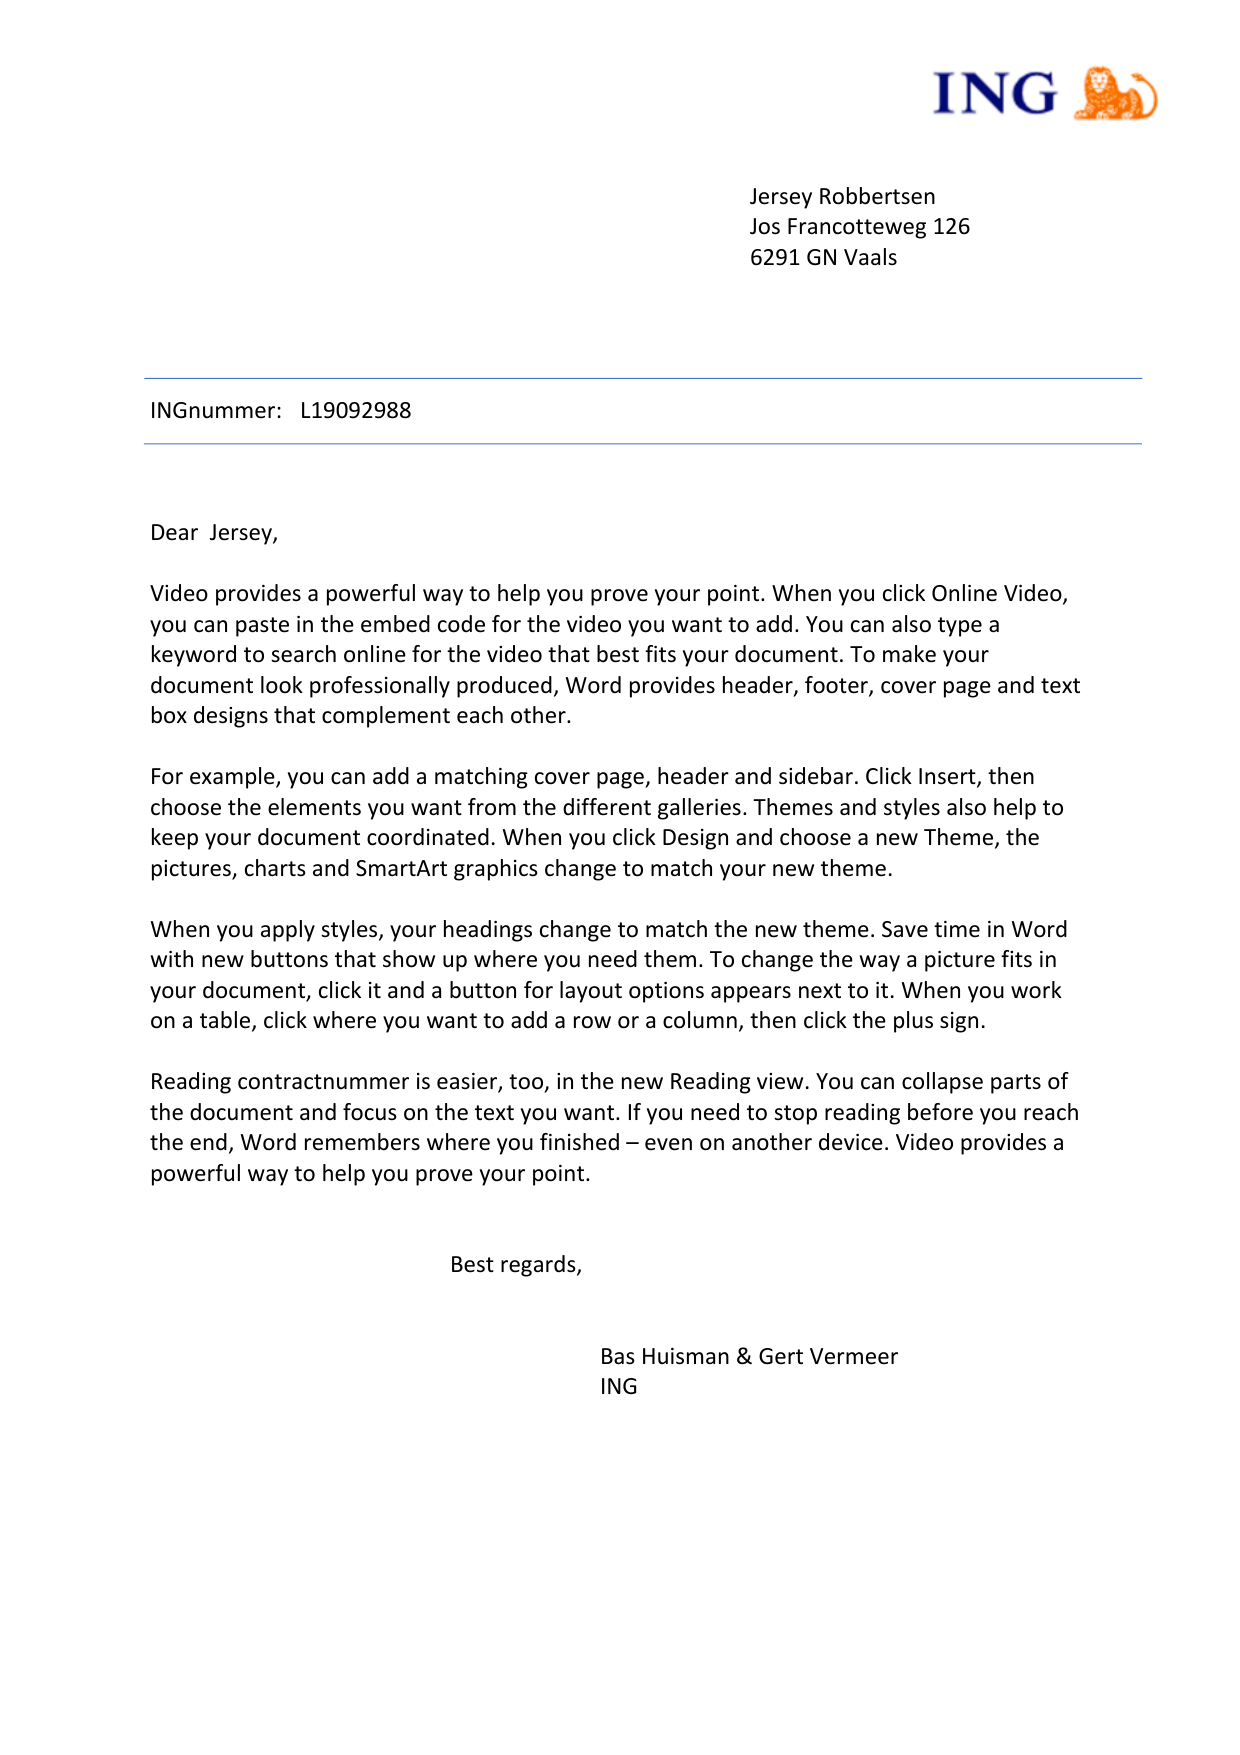 ING
Jersey Robbertsen
Jos Francotteweg 126
6291 GN Vaals
INGnummer: L19092988
Dear Jersey,
Video provides a powerful way to help you prove your point. When you click Online Video,
you can paste in the embed code for the video you want to add. You can also type a
keyword to search online for the video that best fits your document. To make your
document look professionally produced, Word provides header, footer, cover page and text
box designs that complement each other.
For example, you can add a matching cover page, header and sidebar. Click Insert, then
choose the elements you want from the different galleries. Themes and styles also help to
keep your document coordinated. When you click Design and choose a new Theme, the
pictures, charts and SmartArt graphics change to match your new theme.
When you apply styles, your headings change to match the new theme. Save time in Word
with new buttons that show up where you need them. To change the way a picture fits in
your document, click it and a button for layout options appears next to it. When you work
on a table, click where you want to add a row or a column, then click the plus sign.
Reading contractnummer is easier, too, in the new Reading view. You can collapse parts of
the document and focus on the text you want. If you need to stop reading before you reach
the end, Word remembers where you finished – even on another device. Video provides a
powerful way to help you prove your point.
Best regards,
Bas Huisman & Gert Vermeer
ING